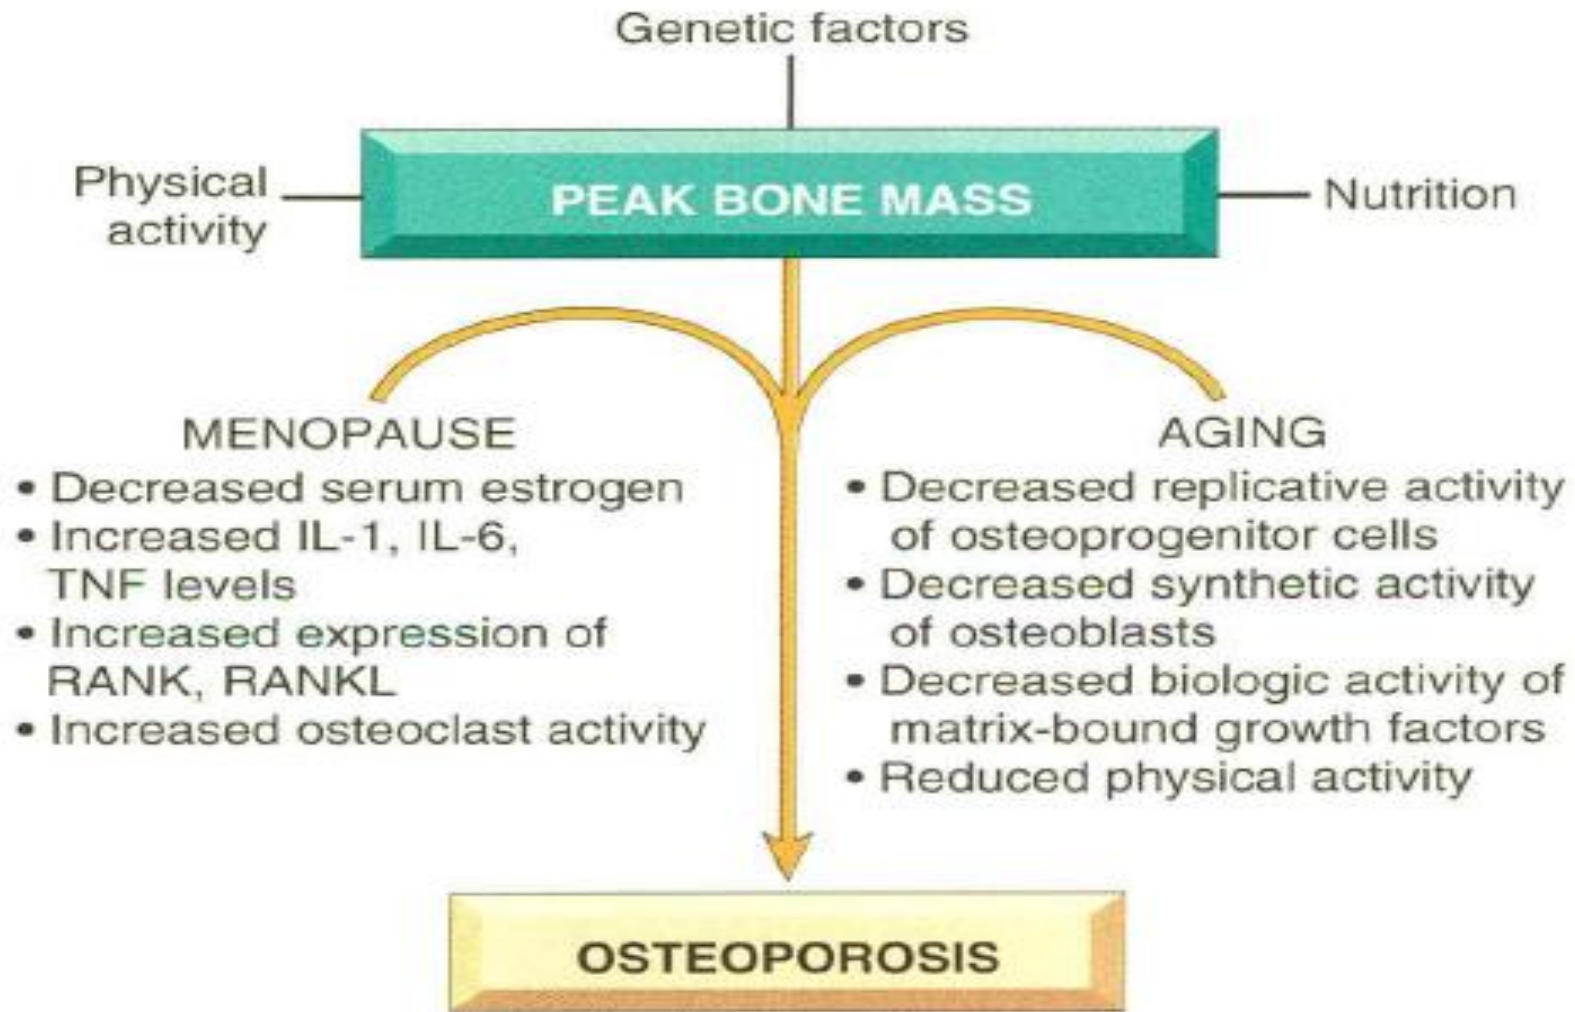 Genetic factors
Physical
activity
PEAK BONE MASS
Nutrition
MENOPAUSE
• Decreased serum estrogen
• Increased IL-1, IL-6,
TNF levels
• Increased expression of
RANK, RANKL
• Increased osteoclast activity
AGING
• Decreased replicative activity
of osteoprogenitor cells
• Decreased synthetic activity
of osteoblasts
• Decreased biologic activity of
matrix-bound growth factors
• Reduced physical activity
OSTEOPOROSIS